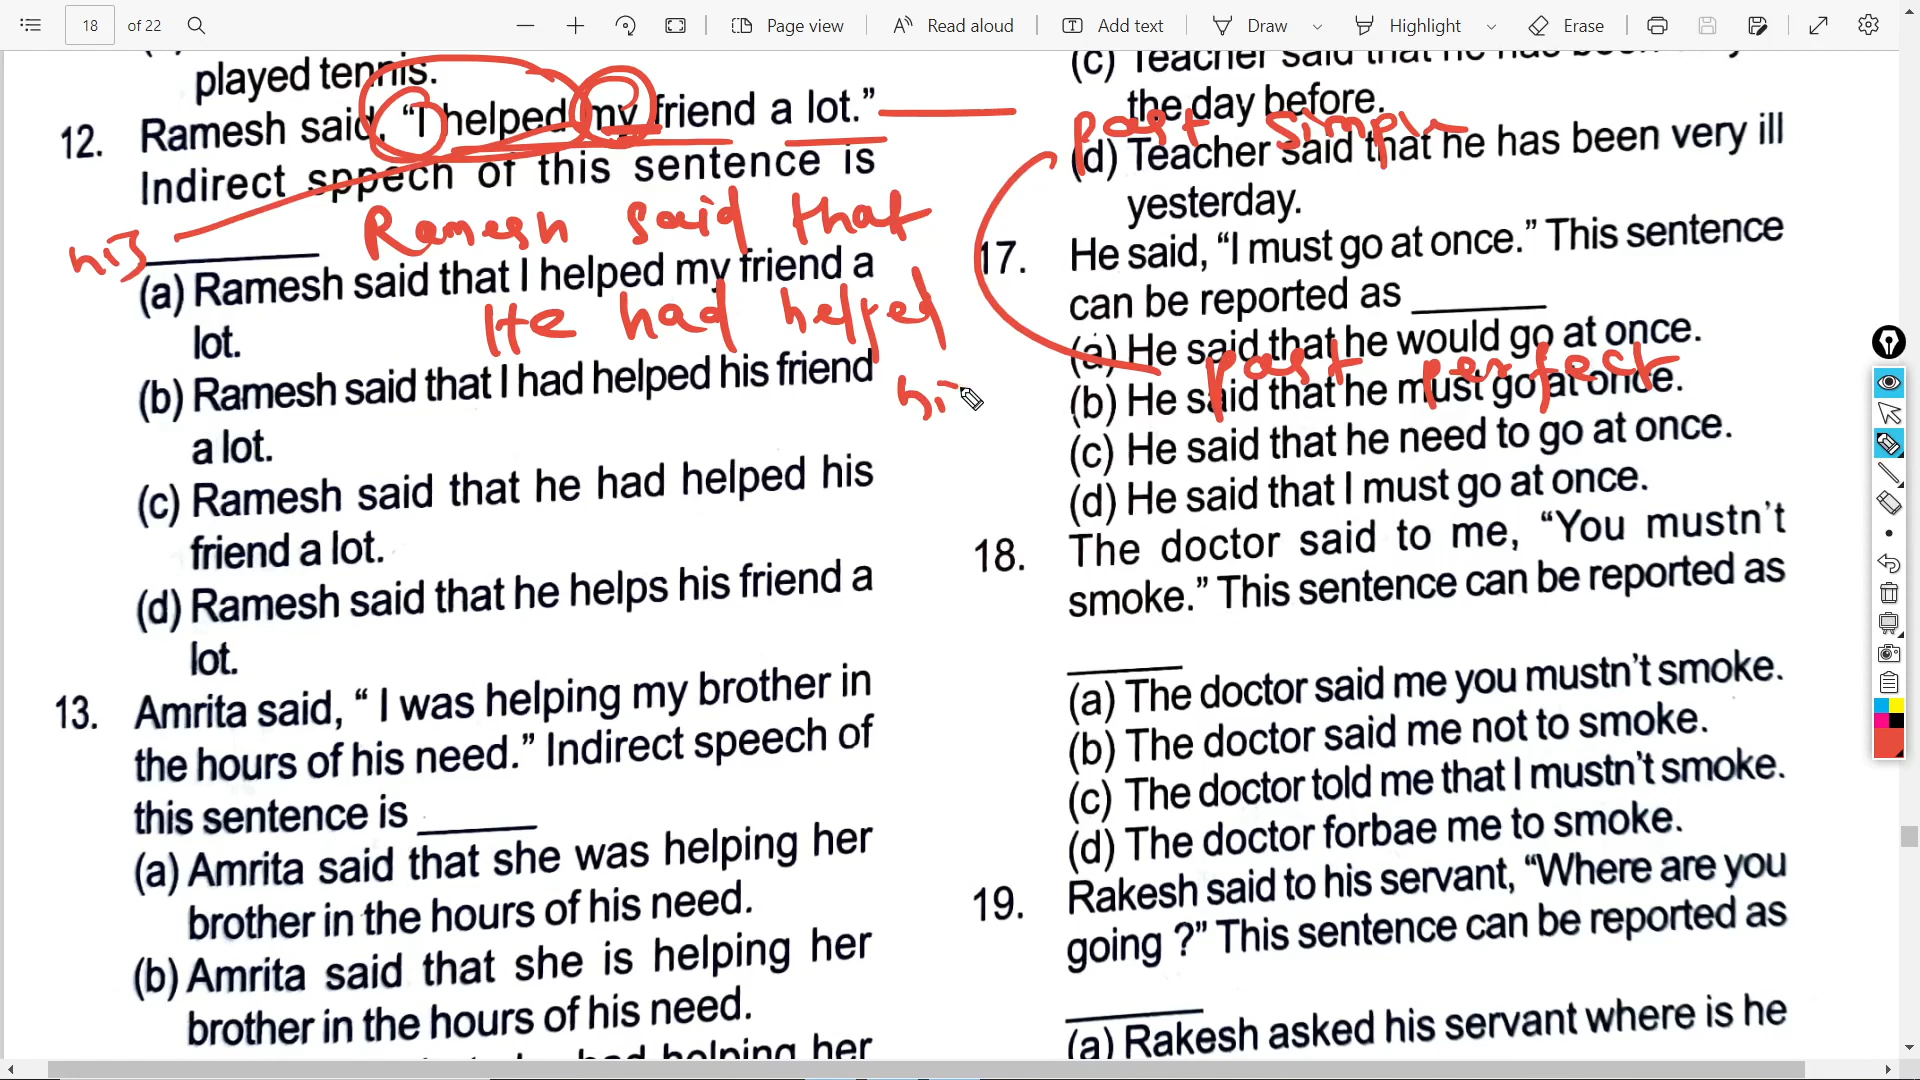 18 of 22 Page view Read aloud Add text Draw Highlight Erase
played tennis.
12. Ramesh said, “I helped my friend a lot.”
Indirect sppech of this sentence is
______
(a) Ramesh said that I helped my friend a
lot.
(b) Ramesh said that I had helped his friend
a lot.
(c) Ramesh said that he had helped his
friend a lot.
(d) Ramesh said that he helps his friend a
lot.
13. Amrita said, “ I was helping my brother in
the hours of his need.” Indirect speech of
this sentence is ______
(a) Amrita said that she was helping her
brother in the hours of his need.
(b) Amrita said that she is helping her
brother in the hours of his need.
had helping her
his
Ramesh said that
He had helped
hi
(c) Teacher said that he has been very
the day before.
(d) Teacher said that he has been very ill
yesterday.
17. He said, “I must go at once.” This sentence
can be reported as ______
(a) He said that he would go at once.
(b) He said that he must go at once.
(c) He said that he need to go at once.
(d) He said that I must go at once.
18. The doctor said to me, “You mustn’t
smoke.” This sentence can be reported as
______
(a) The doctor said me you mustn’t smoke.
(b) The doctor said me not to smoke.
(c) The doctor told me that I mustn’t smoke.
(d) The doctor forbae me to smoke.
19. Rakesh said to his servant, “Where are you
going ?” This sentence can be reported as
______
(a) Rakesh asked his servant where is he
past simple
past perfect